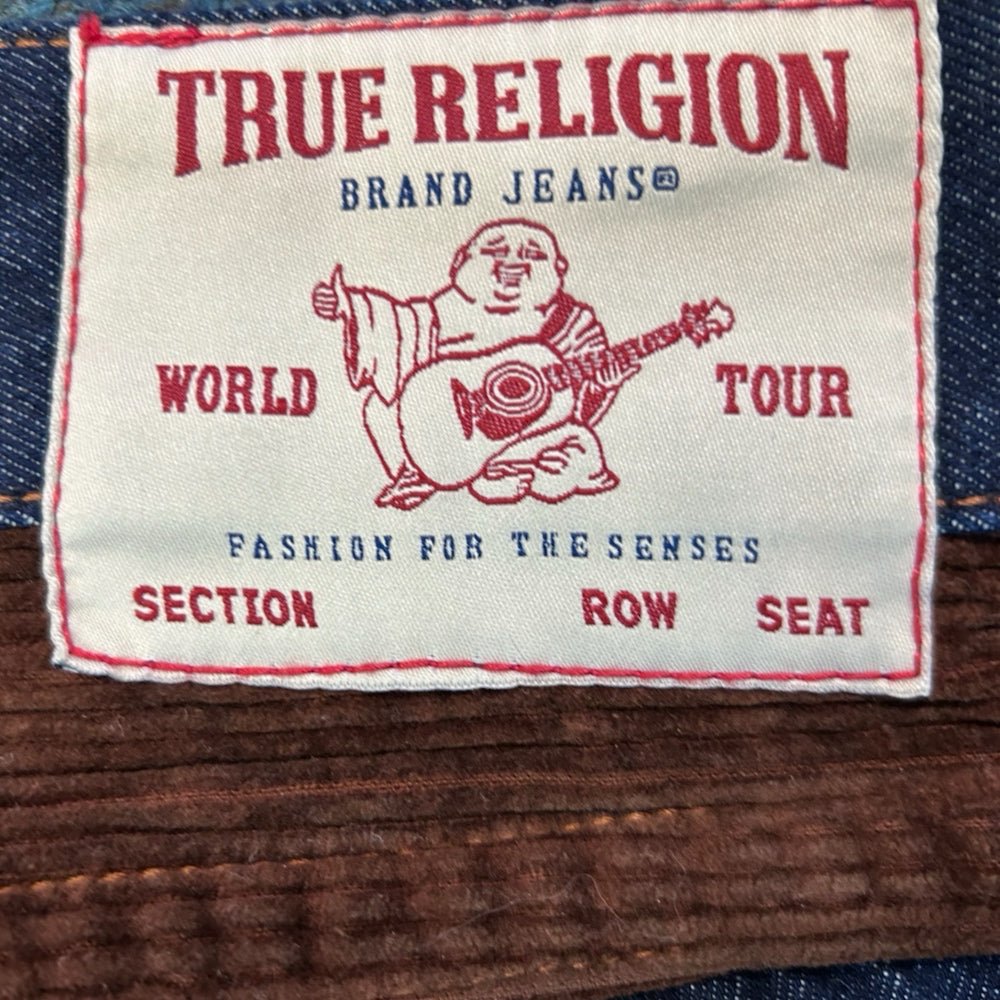 TRUE RELIGION
BRAND JEANS®
WORLD TOUR
FASHION FOR THE SENSES
SECTION ROW SEAT